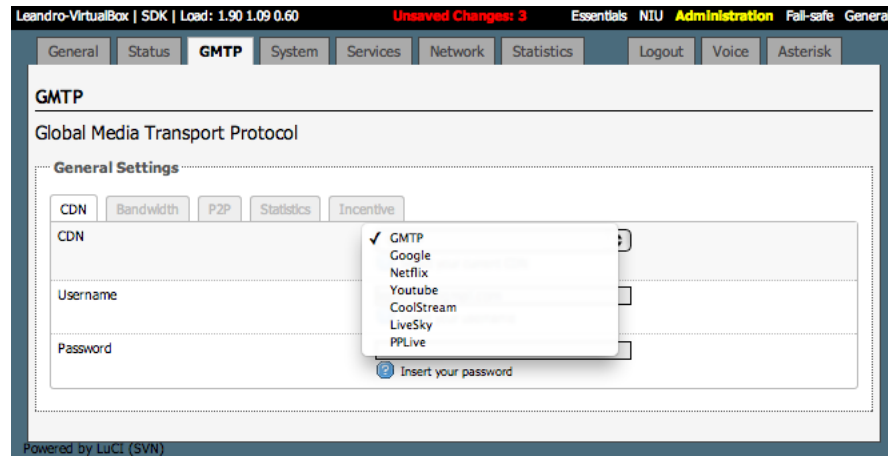 Leandro-VirtualBox | SDK | Load: 1.90 1.09 0.60 Unsaved Changes: 3 Essentials NIU Administration Fail-safe Genera
General Status GMTP System Services Network Statistics Logout Voice Asterisk
GMTP
Global Media Transport Protocol
General Settings
CDN Bandwidth P2P Statistics Incentive
CDN
✓ GMTP
Google
Netflix
Youtube
CoolStream
LiveSky
PPLive
Username
Password
Insert your password
Powered by LuCI (SVN)